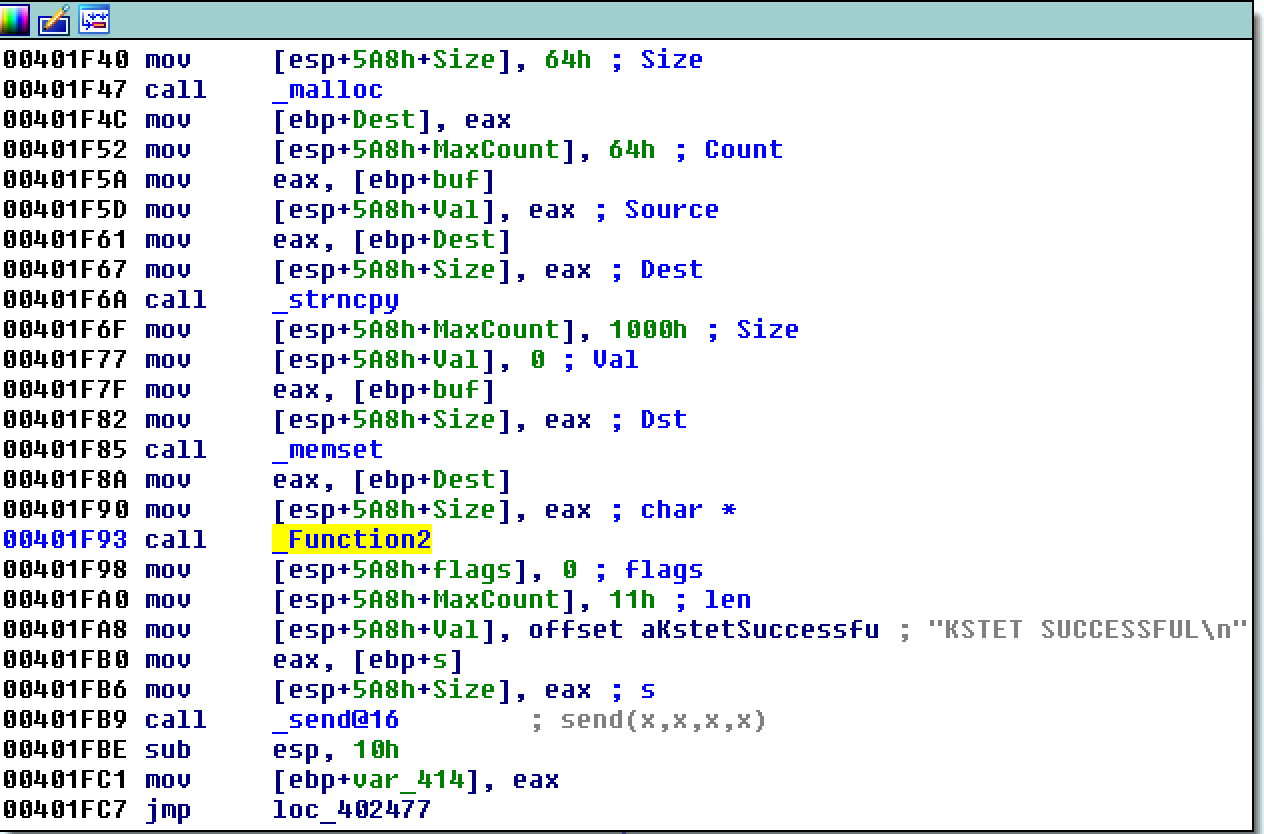 00401F40 mov [esp+5A8h+Size], 64h ; Size
00401F47 call _malloc
00401F4C mov [ebp+Dest], eax
00401F52 mov [esp+5A8h+MaxCount], 64h ; Count
00401F5A mov eax, [ebp+buf]
00401F5D mov [esp+5A8h+Val], eax ; Source
00401F61 mov eax, [ebp+Dest]
00401F67 mov [esp+5A8h+Size], eax ; Dest
00401F6A call _strncpy
00401F6F mov [esp+5A8h+MaxCount], 1000h ; Size
00401F77 mov [esp+5A8h+Val], 0 ; Val
00401F7F mov eax, [ebp+buf]
00401F82 mov [esp+5A8h+Size], eax ; Dst
00401F85 call _memset
00401F8A mov eax, [ebp+Dest]
00401F90 mov [esp+5A8h+Size], eax ; char *
00401F93 call _Function2
00401F98 mov [esp+5A8h+flags], 0 ; flags
00401FA0 mov [esp+5A8h+MaxCount], 11h ; len
00401FA8 mov [esp+5A8h+Val], offset aKstetSuccessfu ; "KSTET SUCCESSFUL\n"
00401FB0 mov eax, [ebp+s]
00401FB6 mov [esp+5A8h+Size], eax ; s
00401FB9 call _send@16 ; send(x,x,x,x)
00401FBE sub esp, 10h
00401FC1 mov [ebp+var_414], eax
00401FC7 jmp loc_402477